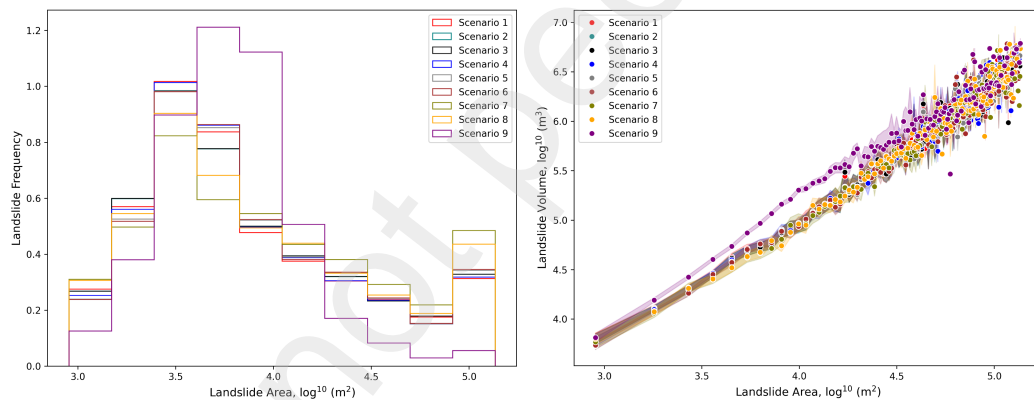 Landslide Frequency
1.2
1.0
0.8
0.6
0.4
0.2
0.0
3.0 3.5 4.0 4.5 5.0
Landslide Area, log¹⁰ (m²)
Scenario 1
Scenario 2
Scenario 3
Scenario 4
Scenario 5
Scenario 6
Scenario 7
Scenario 8
Scenario 9
Landslide Volume, log¹⁰ (m³)
7.0
6.5
6.0
5.5
5.0
4.5
4.0
3.0 3.5 4.0 4.5 5.0
Landslide Area, log¹⁰ (m²)
Scenario 1
Scenario 2
Scenario 3
Scenario 4
Scenario 5
Scenario 6
Scenario 7
Scenario 8
Scenario 9
not pe